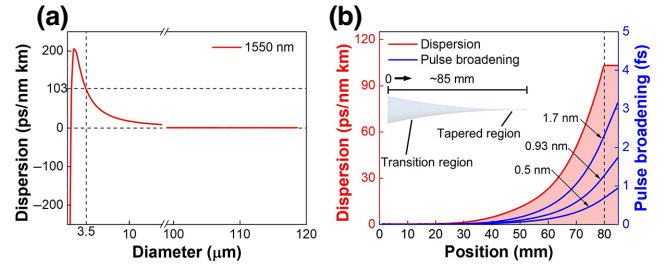 (a)
Dispersion (ps/nm km)
200
103
0
−100
−200
1550 nm
3.5
10
100
110
120
Diameter (μm)
(b)
Dispersion (ps/nm km)
120
90
60
30
0
Dispersion
Pulse broadening
0
~85 mm
Transition region
Tapered region
1.7 nm
0.93 nm
0.5 nm
0
10
20
30
40
50
60
70
80
Position (mm)
5
4
3
2
1
0
Pulse broadening (fs)